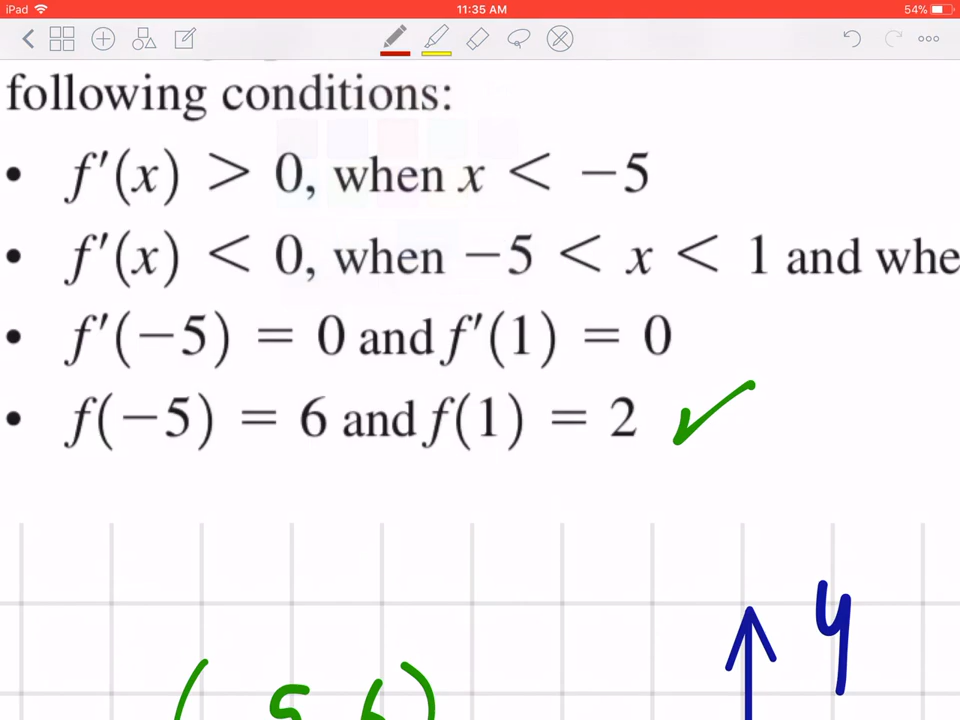 iPad 11:35 AM 54%
following conditions:
• f′(x) > 0, when x < −5
• f′(x) < 0, when −5 < x < 1 and whe
• f′(−5) = 0 and f′(1) = 0
• f(−5) = 6 and f(1) = 2 ✓
y